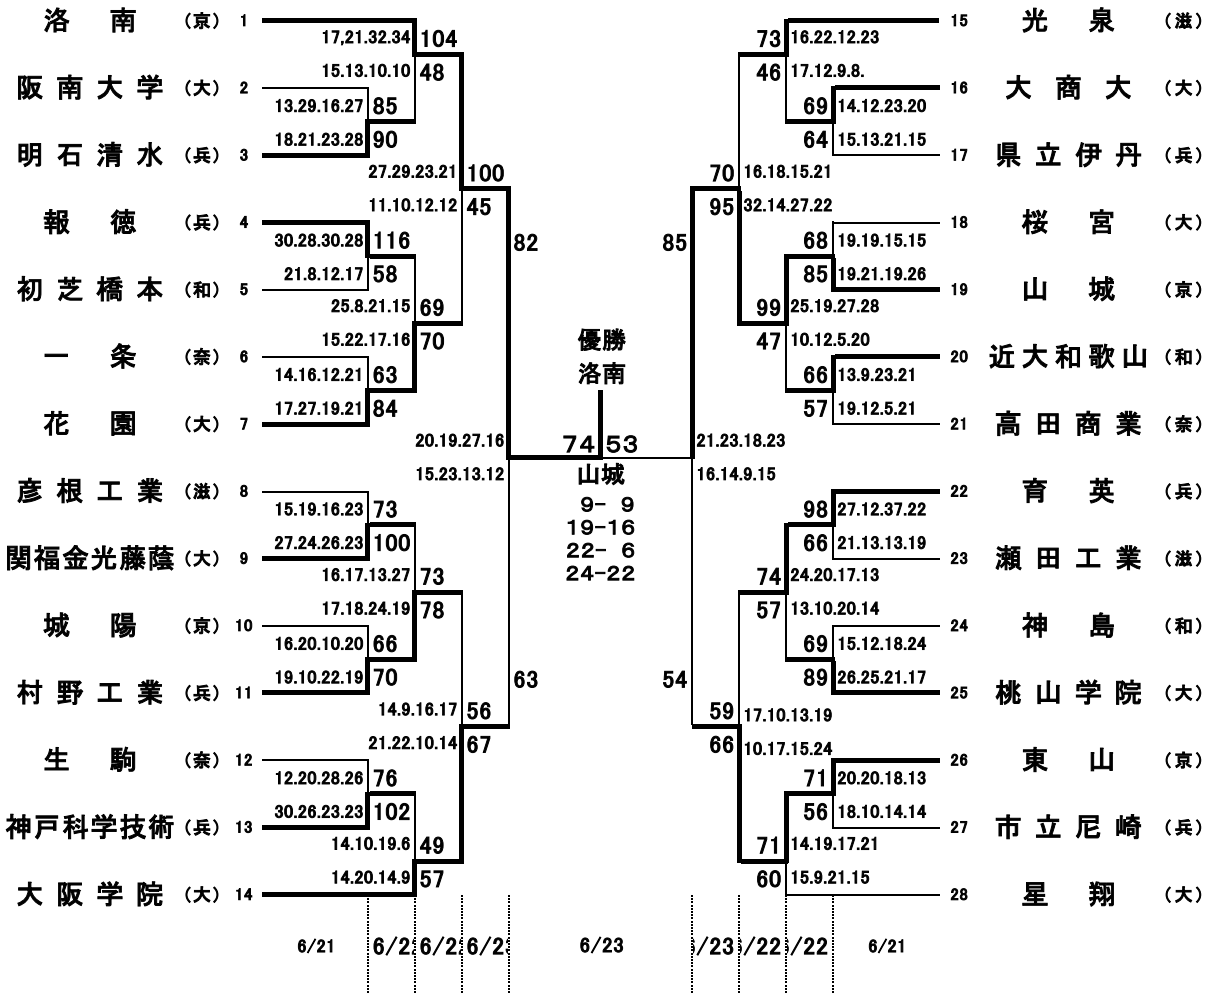 洛南 (京) 1
17,21.32.34 104
15.13.10.10 48
阪南大学 (大) 2
13.29.16.27 85
18.21.23.28 90
明石清水 (兵) 3
27.29.23.21 100
11.10.12.12 45
報徳 (兵) 4
30.28.30.28 116
21.8.12.17 58
初芝橋本 (和) 5
25.8.21.15 69
15.22.17.16 70
一条 (奈) 6
14.16.12.21 63
17.27.19.21 84
花園 (大) 7
82
20.19.27.16
15.23.13.12
彦根工業 (滋) 8
15.19.16.23 73
27.24.26.23 100
関福金光藤蔭 (大) 9
16.17.13.27 73
17.18.24.19 78
城陽 (京) 10
16.20.10.20 66
19.10.22.19 70
村野工業 (兵) 11
63
14.9.16.17 56
21.22.10.14 67
生駒 (奈) 12
12.20.28.26 76
30.26.23.23 102
神戸科学技術 (兵) 13
14.10.19.6 49
14.20.14.9 57
大阪学院 (大) 14
優勝
洛南
74 53
山城
9- 9
19-16
22- 6
24-22
15 光泉 (滋)
73 16.22.12.23
46 17.12.9.8.
16 大商大 (大)
69 14.12.23.20
64 15.13.21.15
17 県立伊丹 (兵)
70 16.18.15.21
95 32.14.27.22
18 桜宮 (大)
68 19.19.15.15
85 19.21.19.26
19 山城 (京)
99 25.19.27.28
47 10.12.5.20
20 近大和歌山 (和)
66 13.9.23.21
57 19.12.5.21
21 高田商業 (奈)
85
21.23.18.23
16.14.9.15
22 育英 (兵)
98 27.12.37.22
66 21.13.13.19
23 瀬田工業 (滋)
74 24.20.17.13
57 13.10.20.14
24 神島 (和)
69 15.12.18.24
89 26.25.21.17
25 桃山学院 (大)
54
59 17.10.13.19
66 10.17.15.24
26 東山 (京)
71 20.20.18.13
56 18.10.14.14
27 市立尼崎 (兵)
71 14.19.17.21
60 15.9.21.15
28 星翔 (大)
6/21 6/22 6/22 6/23 6/23 /23 /22 /22 6/21